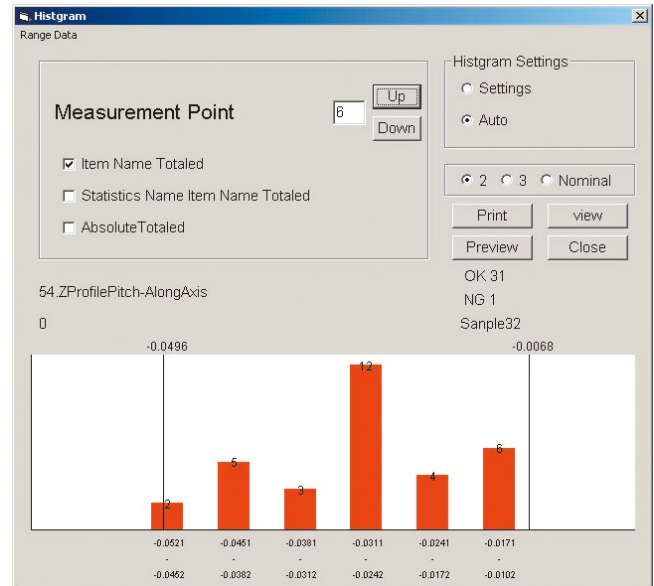 Histgram
Range Data
Measurement Point
6
Up
Down
Item Name Totaled
Statistics Name Item Name Totaled
AbsoluteTotaled
Histgram Settings
Settings
Auto
2 3 Nominal
Print view
Preview Close
54.ZProfilePitch-AlongAxis
0
OK 31
NG 1
Sanple32
-0.0496 -0.0068
2 5 3 12 4 6
-0.0521 -0.0451 -0.0381 -0.0311 -0.0241 -0.0171
- - - - - -
-0.0452 -0.0382 -0.0312 -0.0242 -0.0172 -0.0102